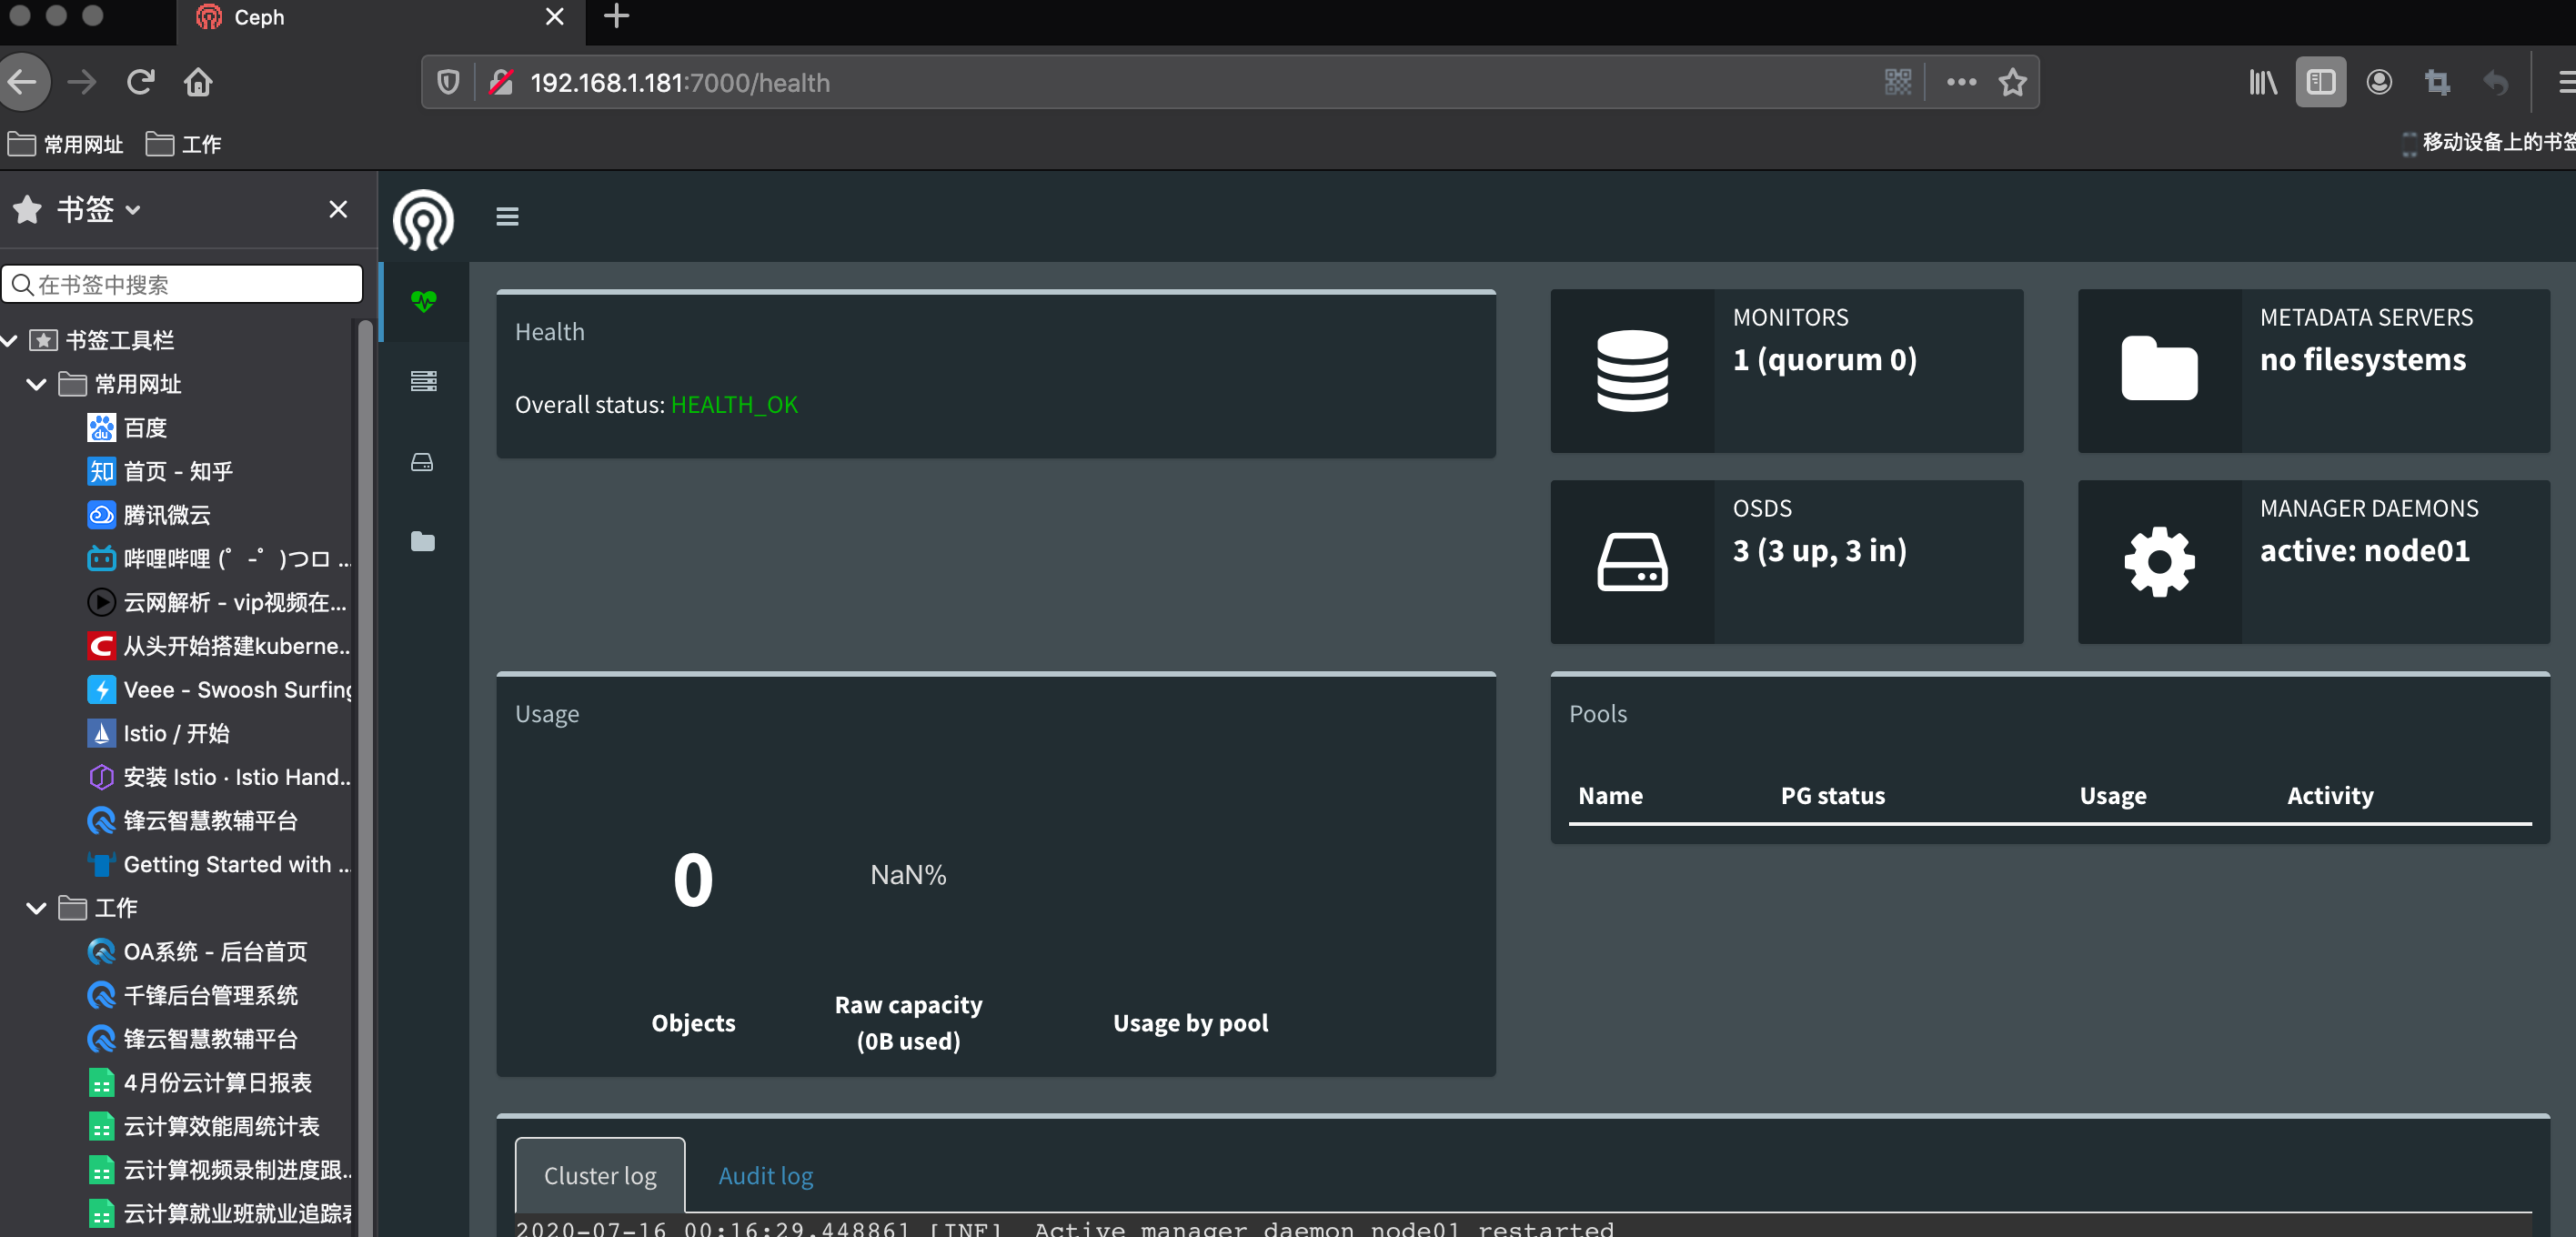 Ceph
192.168.1.181:7000/health
常用网址
工作
移动设备上的书签
书签
在书签中搜索
书签工具栏
常用网址
百度
首页 - 知乎
腾讯微云
哔哩哔哩 (゜-゜)つロ ...
云网解析 - vip视频在...
从头开始搭建kuberne...
Veee - Swoosh Surfing
Istio / 开始
安装 Istio · Istio Hand...
锋云智慧教辅平台
Getting Started with ...
工作
OA系统 - 后台首页
千锋后台管理系统
锋云智慧教辅平台
4月份云计算日报表
云计算效能周统计表
云计算视频录制进度跟...
云计算就业班就业追踪表
Health
Overall status: HEALTH_OK
MONITORS
1 (quorum 0)
METADATA SERVERS
no filesystems
OSDS
3 (3 up, 3 in)
MANAGER DAEMONS
active: node01
Usage
0
NaN%
Objects
Raw capacity
(0B used)
Usage by pool
Pools
Name PG status Usage Activity
Cluster log
Audit log
2020-07-16 00:16:29.448861 [INF] Active manager daemon node01 restarted